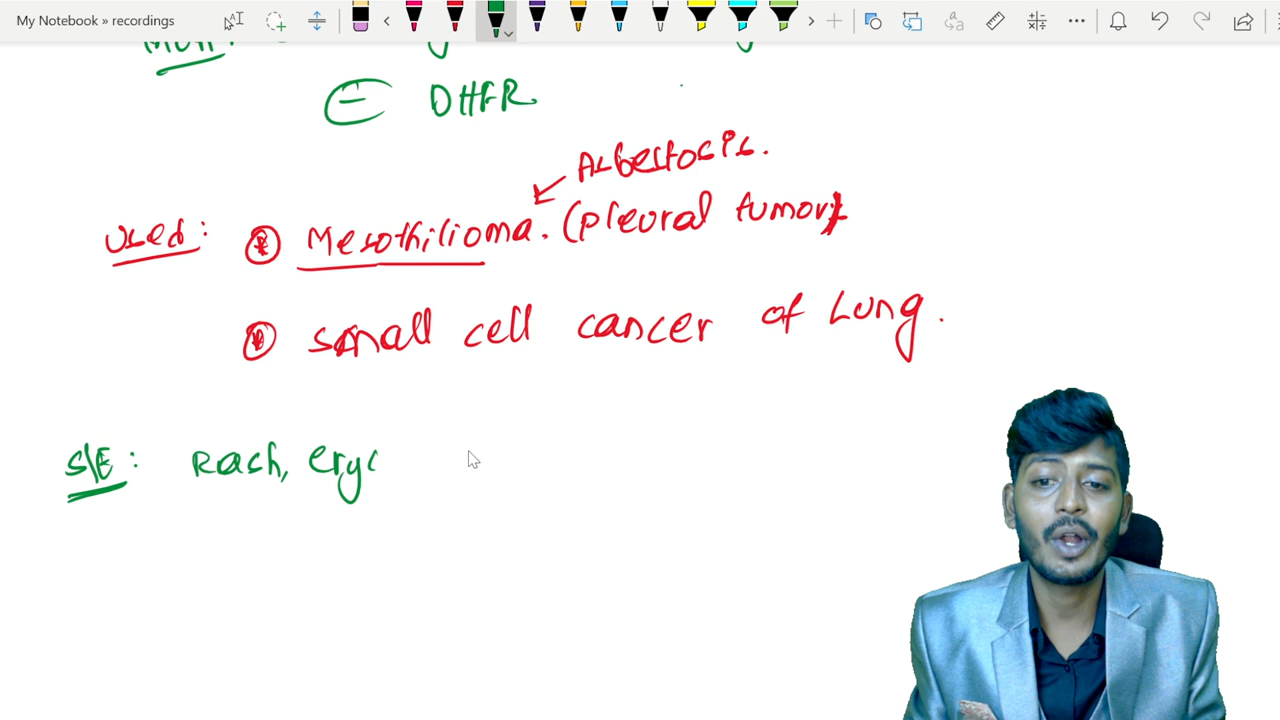 My Notebook » recordings
⊖ DHFR
Asbestosis.
Used: Mesothilioma. (pleural tumor)
small cell cancer of Lung.
S/E: Rash, ery